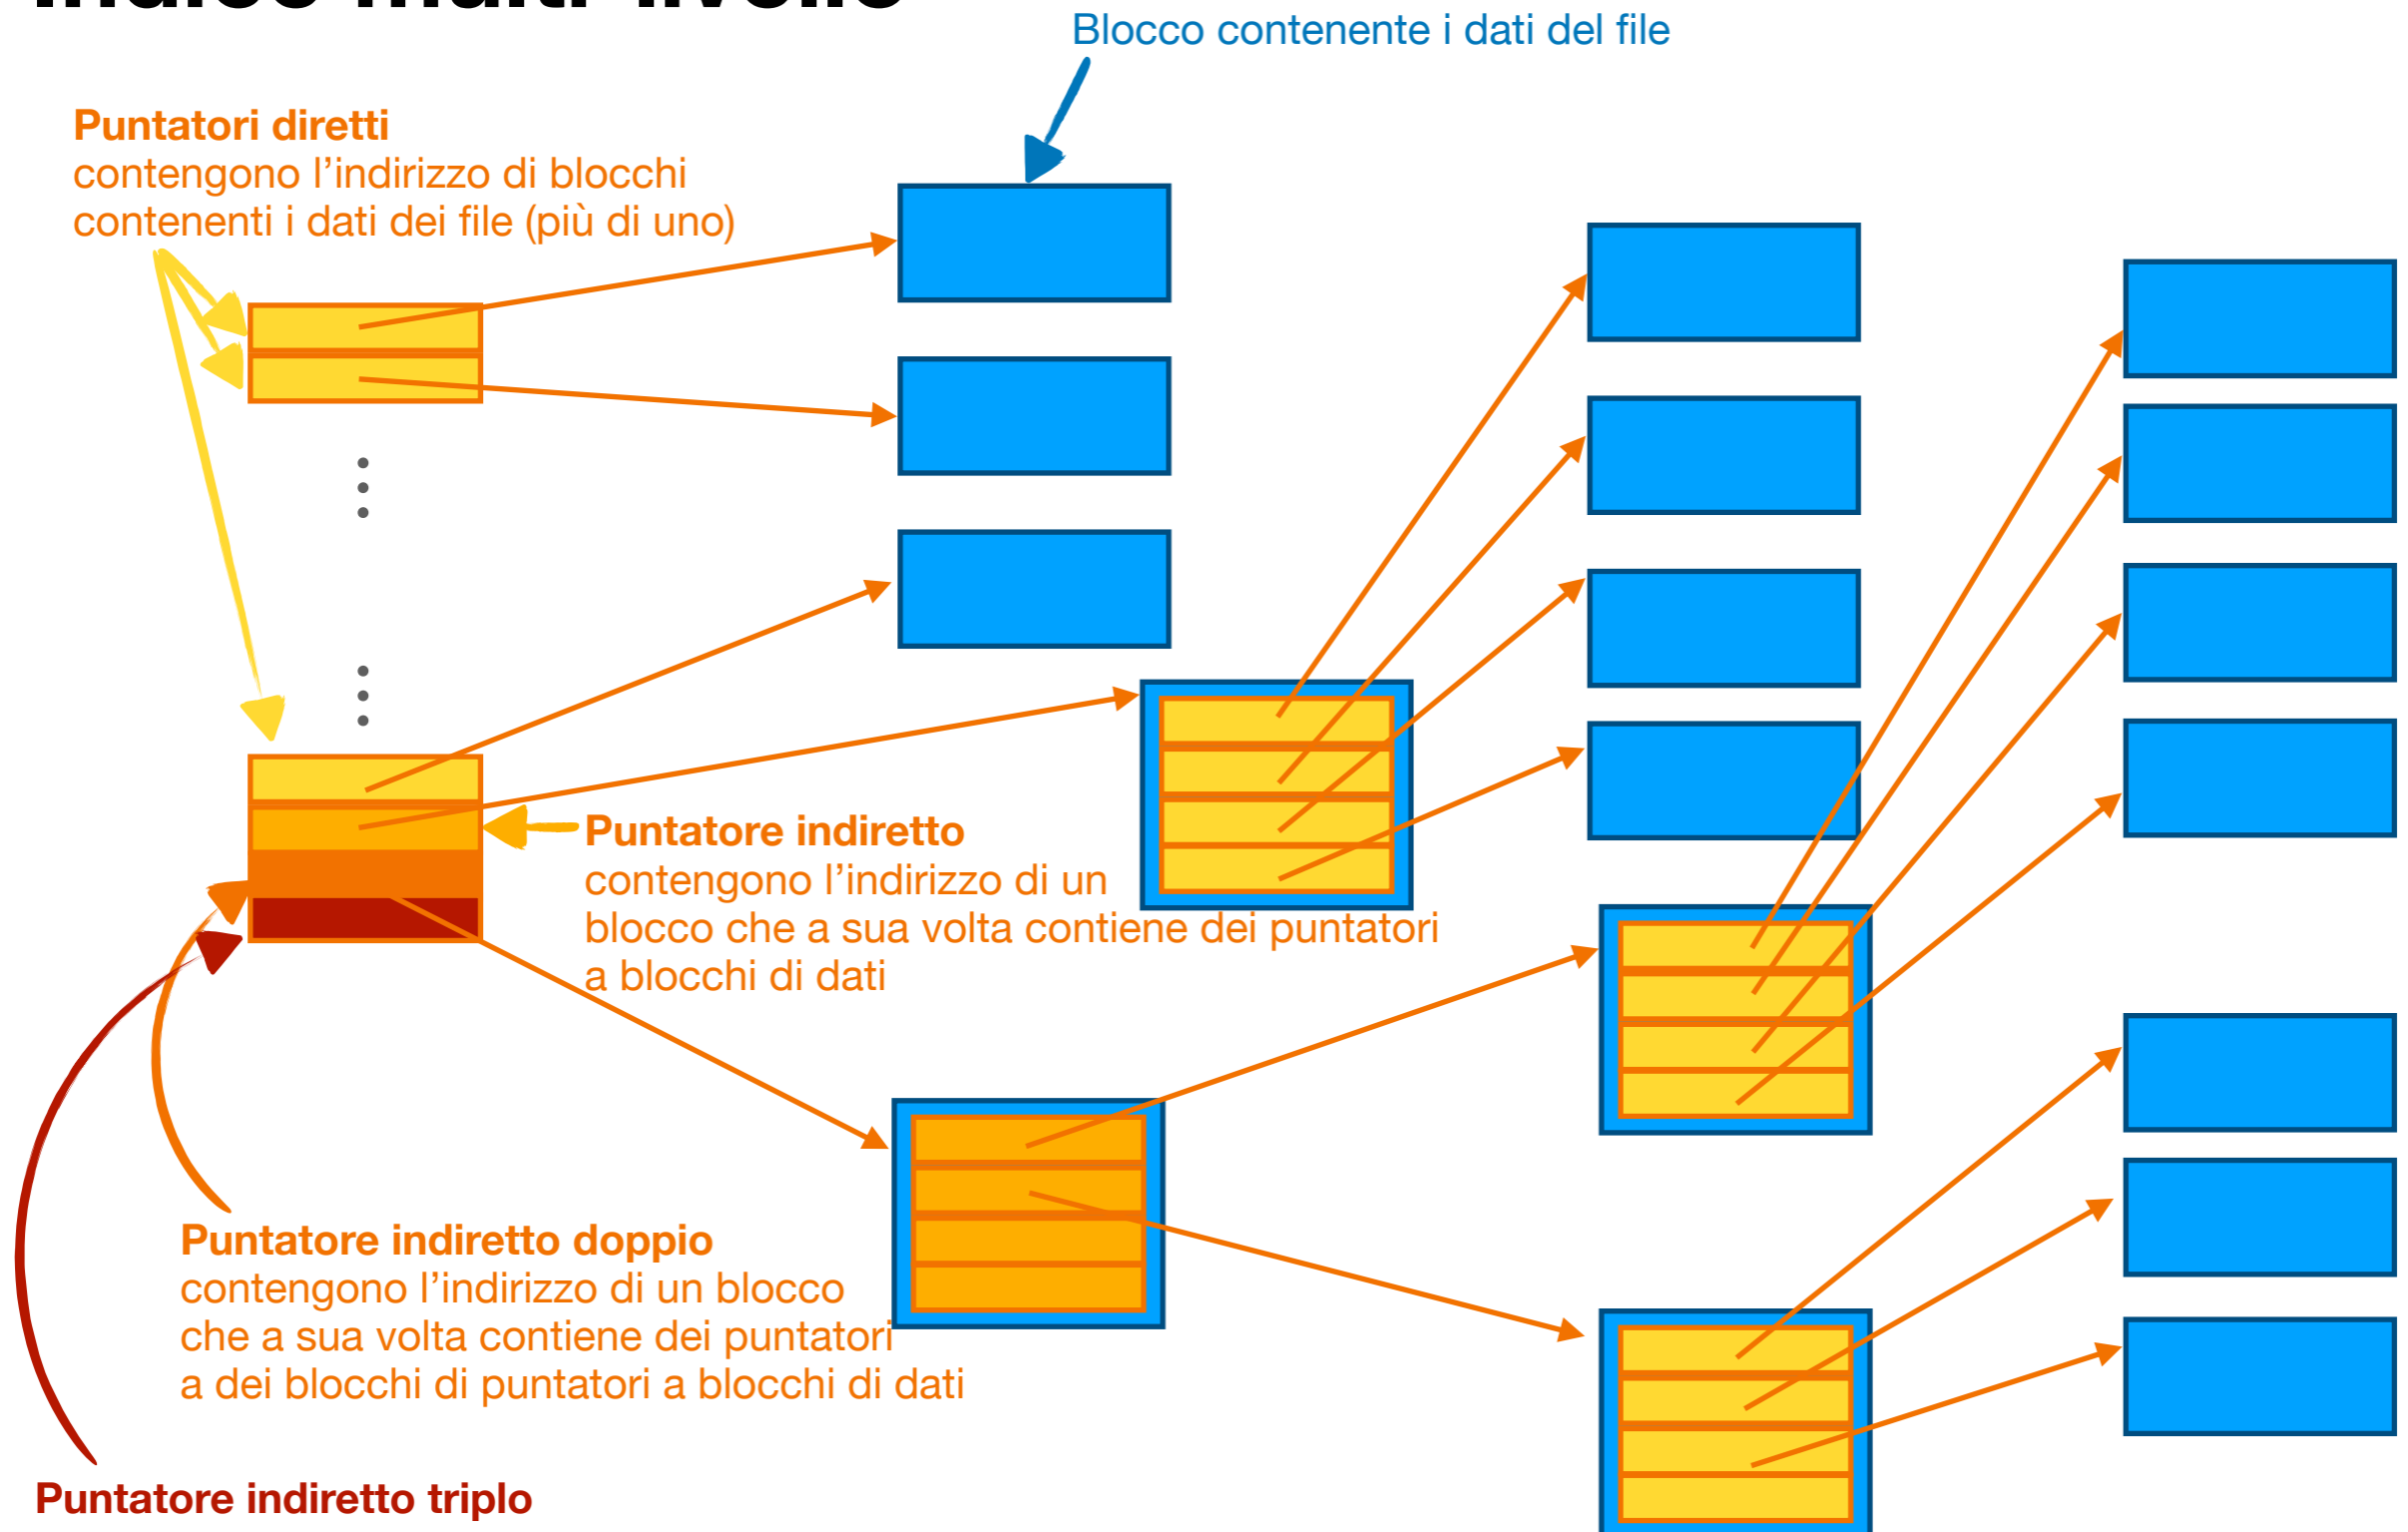 Blocco contenente i dati del file
Puntatori diretti
contengono l'indirizzo di blocchi
contenenti i dati dei file (più di uno)
Puntatore indiretto
contengono l'indirizzo di un
blocco che a sua volta contiene dei puntatori
a blocchi di dati
Puntatore indiretto doppio
contengono l'indirizzo di un blocco
che a sua volta contiene dei puntatori
a dei blocchi di puntatori a blocchi di dati
Puntatore indiretto triplo